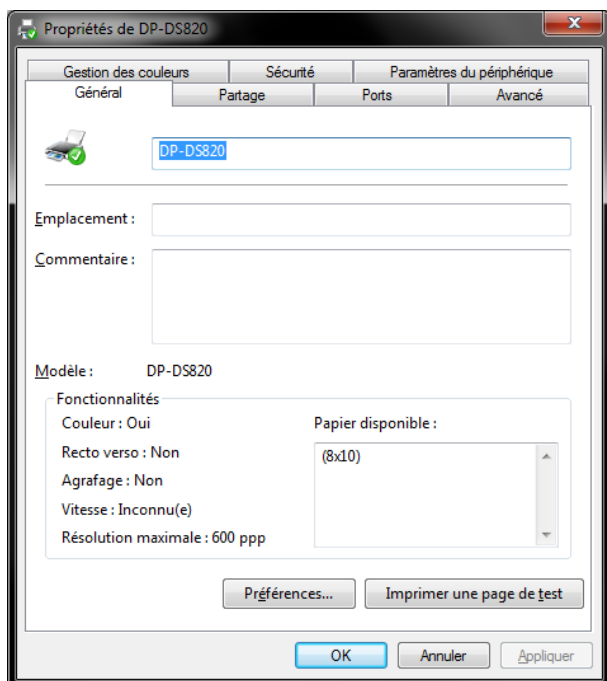 Propriétés de DP-DS820
Gestion des couleurs Sécurité Paramètres du périphérique
Général Partage Ports Avancé
DP-DS820
Emplacement :
Commentaire :
Modèle : DP-DS820
Fonctionnalités
Couleur : Oui Papier disponible :
Recto verso : Non (8x10)
Agrafage : Non
Vitesse : Inconnu(e)
Résolution maximale : 600 ppp
Préférences... Imprimer une page de test
OK Annuler Appliquer